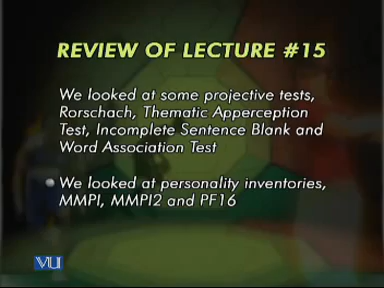 REVIEW OF LECTURE #15
We looked at some projective tests,
Rorschach, Thematic Apperception
Test, Incomplete Sentence Blank and
Word Association Test
We looked at personality inventories,
MMPI, MMPI2 and PF16
VU